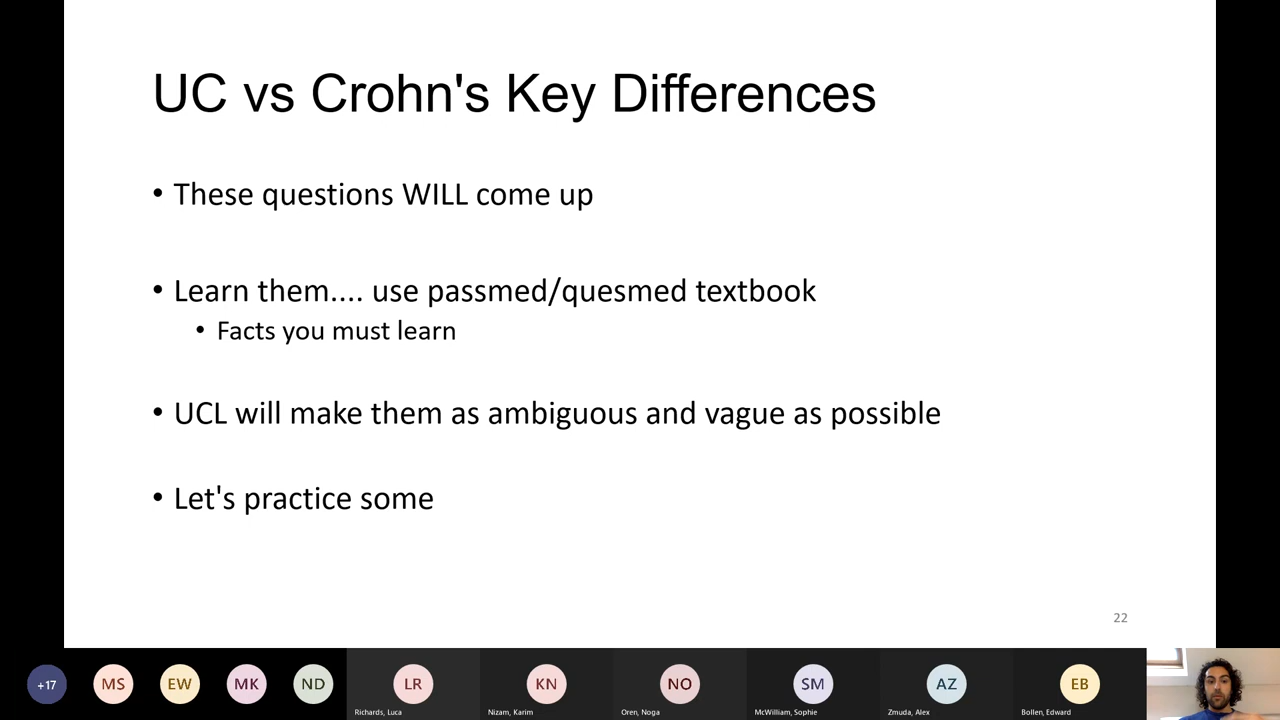 UC vs Crohn's Key Differences
• These questions WILL come up
• Learn them.... use passmed/quesmed textbook
• Facts you must learn
• UCL will make them as ambiguous and vague as possible
• Let's practice some
22
+17
MS
EW
MK
ND
LR
KN
NO
SM
AZ
EB
Richards, Luca
Nizam, Karim
Oren, Noga
McWilliam, Sophie
Zmuda, Alex
Bollen, Edward